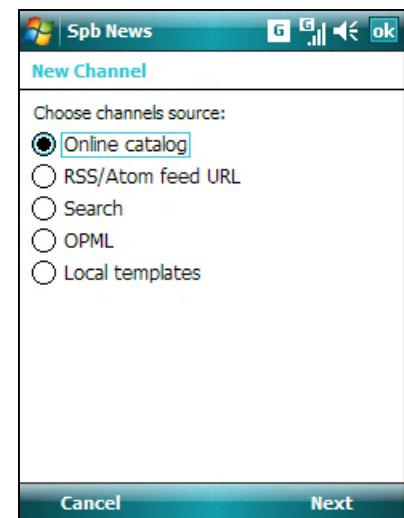 Spb News G G ok
New Channel
Choose channels source:
Online catalog
RSS/Atom feed URL
Search
OPML
Local templates
Cancel Next